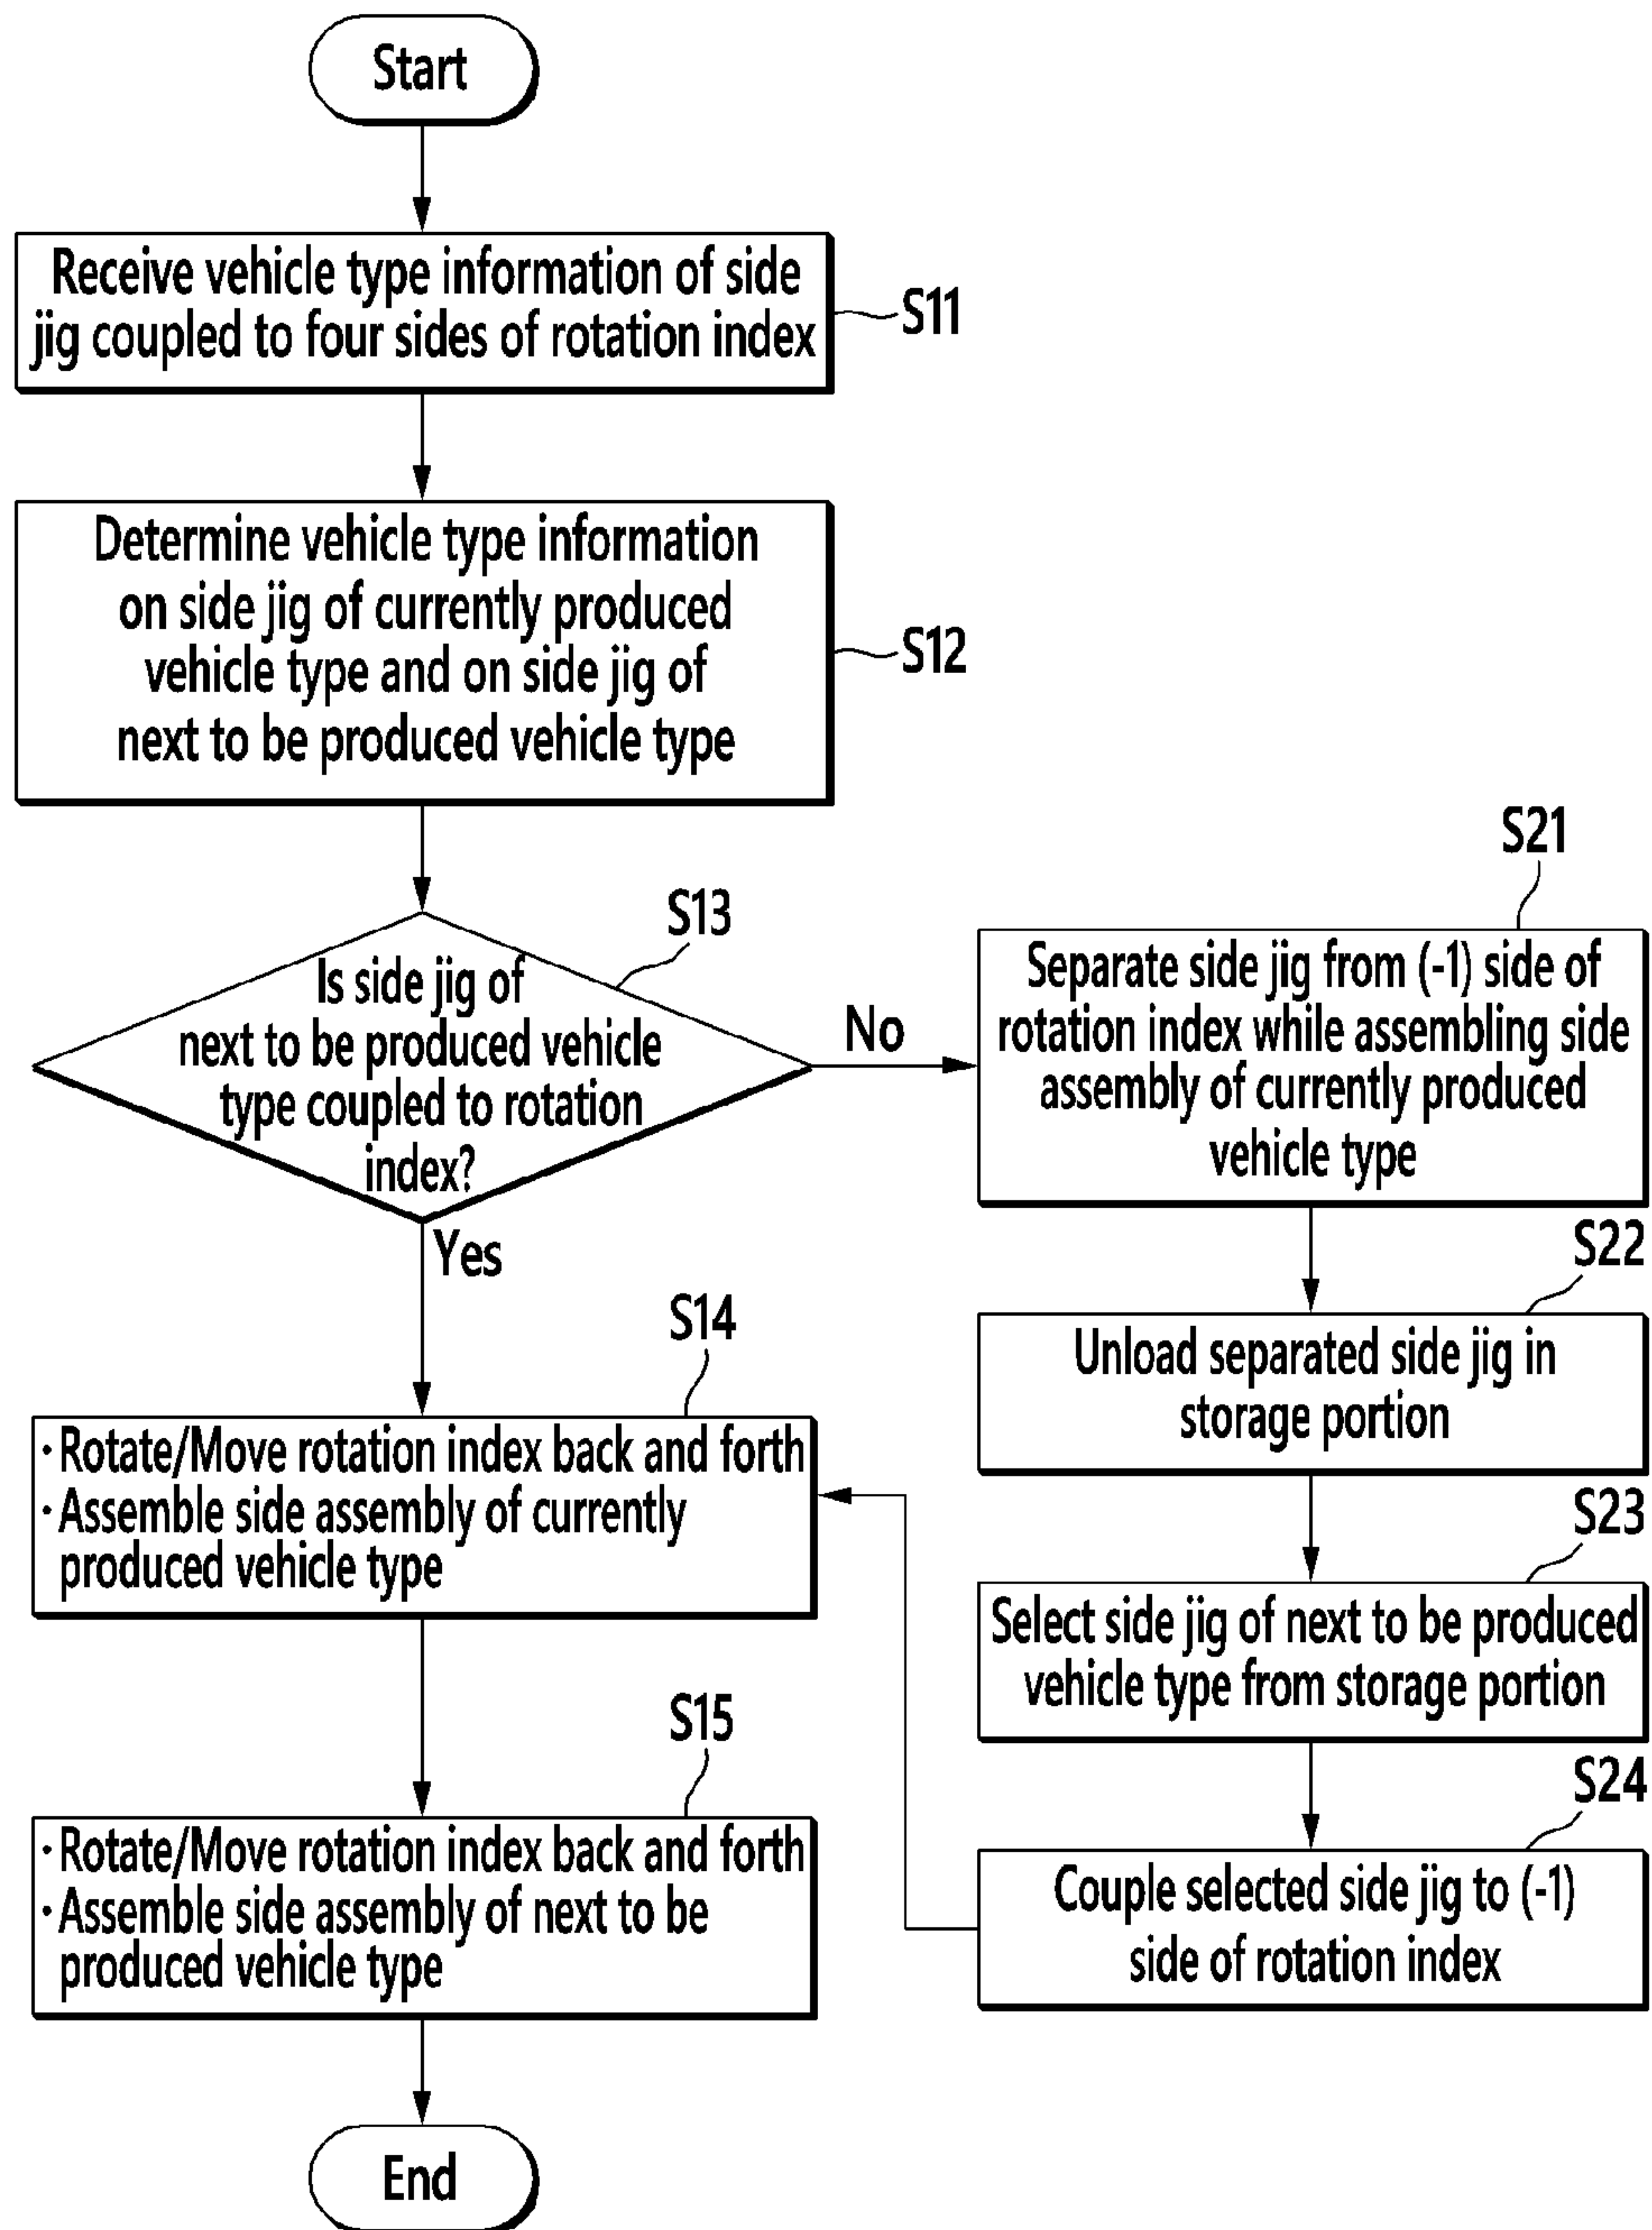 Start
Receive vehicle type information of side
jig coupled to four sides of rotation index
S11
Determine vehicle type information
on side jig of currently produced
vehicle type and on side jig of
next to be produced vehicle type
S12
S13
Is side jig of
next to be produced vehicle
type coupled to rotation
index?
No
Yes
S21
Separate side jig from (-1) side of
rotation index while assembling side
assembly of currently produced
vehicle type
S22
Unload separated side jig in
storage portion
S23
Select side jig of next to be produced
vehicle type from storage portion
S24
Couple selected side jig to (-1)
side of rotation index
S14
· Rotate/Move rotation index back and forth
· Assemble side assembly of currently
produced vehicle type
S15
· Rotate/Move rotation index back and forth
· Assemble side assembly of next to be
produced vehicle type
End